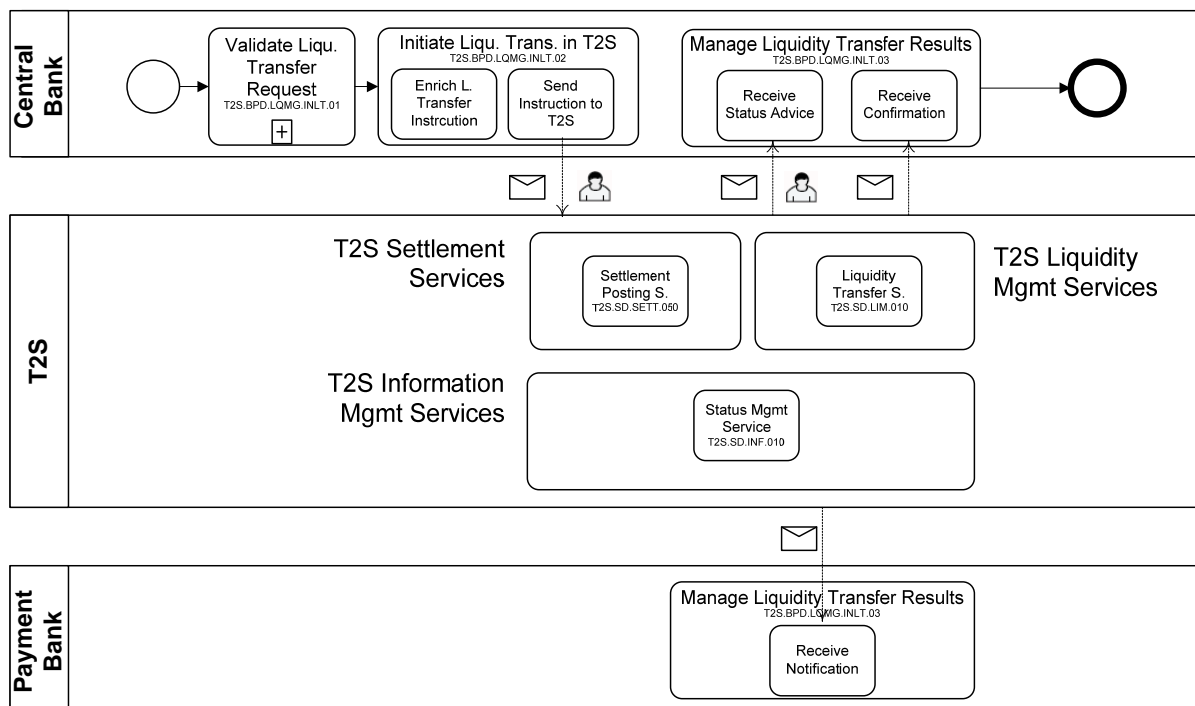 Central
Bank
Validate Liqu.
Transfer
Request
T2S.BPD.LQMG.INLT.01
Initiate Liqu. Trans. in T2S
T2S.BPD.LQMG.INLT.02
Enrich L.
Transfer
Instrcution
Send
Instruction to
T2S
Manage Liquidity Transfer Results
T2S.BPD.LQMG.INLT.03
Receive
Status Advice
Receive
Confirmation
T2S
T2S Settlement
Services
Settlement
Posting S.
T2S.SD.SETT.050
Liquidity
Transfer S.
T2S.SD.LIM.010
T2S Liquidity
Mgmt Services
T2S Information
Mgmt Services
Status Mgmt
Service
T2S.SD.INF.010
Payment
Bank
Manage Liquidity Transfer Results
T2S.BPD.LQMG.INLT.03
Receive
Notification